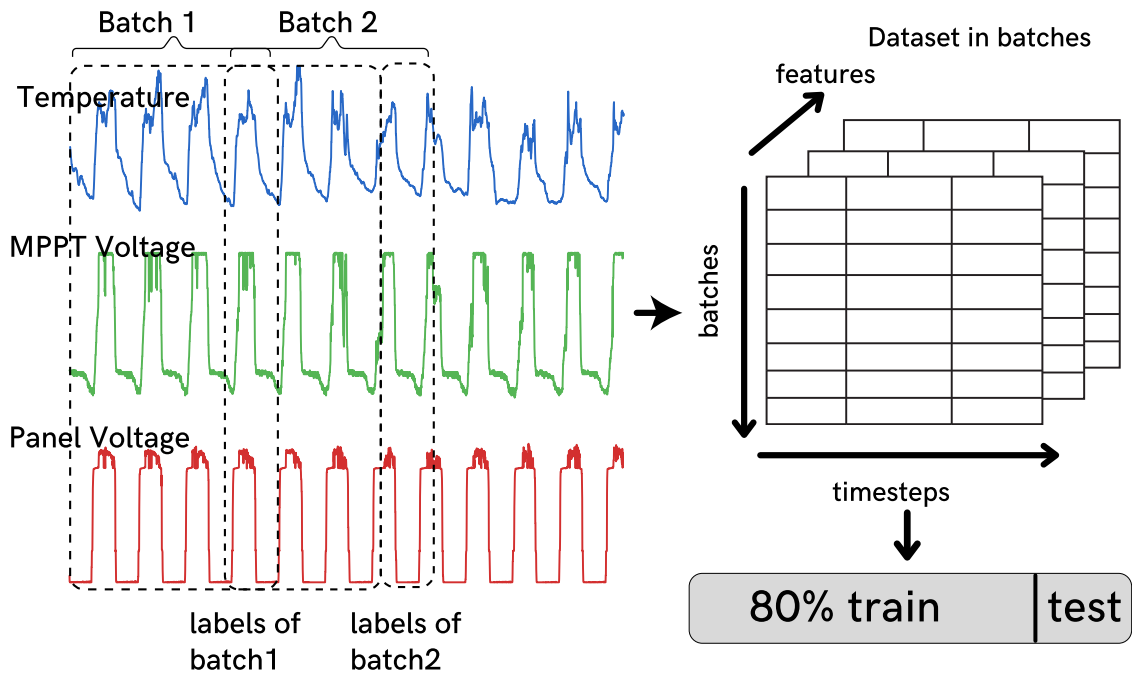 Batch 1
Batch 2
Temperature
MPPT Voltage
Panel Voltage
labels of
batch1
labels of
batch2
Dataset in batches
features
batches
timesteps
80% train
test